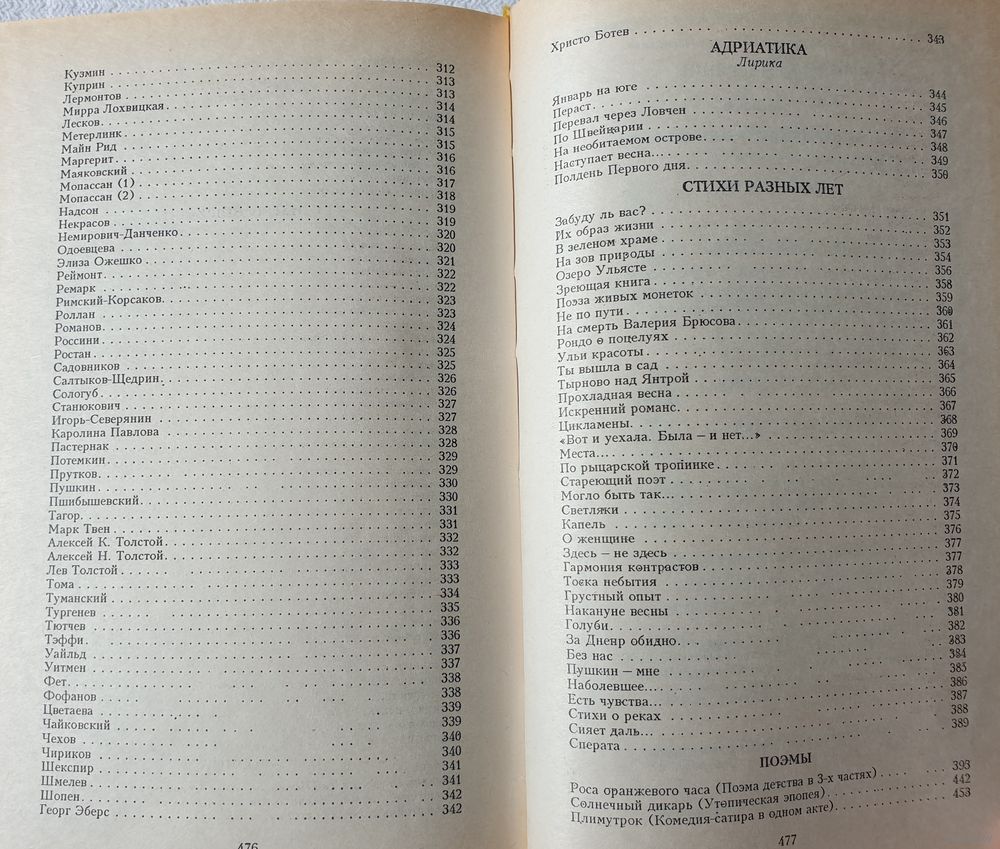 Кузмин 312
Куприн 313
Лермонтов 313
Мирра Лохвицкая 314
Лесков 314
Метерлинк 315
Майн Рид 315
Маргерит 316
Маяковский 316
Мопассан (1) 317
Мопассан (2) 318
Надсон 319
Некрасов 319
Немирович-Данченко 320
Одоевцева 320
Элиза Ожешко 321
Реймонт 322
Ремарк 322
Римский-Корсаков 323
Роллан 323
Романов 324
Россини 324
Ростан 325
Садовников 325
Салтыков-Щедрин 326
Сологуб 326
Станюкович 327
Игорь-Северянин 327
Каролина Павлова 328
Пастернак 328
Потемкин 329
Прутков 329
Пушкин 330
Пшибышевский 330
Тагор 331
Марк Твен 331
Алексей К. Толстой 332
Алексей Н. Толстой 332
Лев Толстой 333
Тома 333
Туманский 334
Тургенев 335
Тютчев 336
Тэффи 336
Уайльд 337
Уитмен 337
Фет 338
Фофанов 338
Цветаева 339
Чайковский 339
Чехов 340
Чириков 340
Шекспир 341
Шмелев 341
Шопен 342
Георг Эберс 342
476
Христо Ботев 343
АДРИАТИКА
Лирика
Январь на юге 344
Пераст 345
Перевал через Ловчен 346
По Швейцарии 347
На необитаемом острове 348
Наступает весна... 349
Полдень Первого дня 350
СТИХИ РАЗНЫХ ЛЕТ
Забуду ль вас? 351
Их образ жизни 352
В зеленом храме 353
На зов природы 354
Озеро Ульясте 356
Зреющая книга 358
Поэза живых монеток 359
Не по пути 360
На смерть Валерия Брюсова 361
Рондо о поцелуях 362
Ульи красоты 363
Ты вышла в сад 364
Тырново над Янтрой 365
Прохладная весна 366
Искренний романс 367
Цикламены 368
«Вот и уехала. Была – и нет...» 369
Места... 370
По рыцарской тропинке 371
Стареющий поэт 372
Могло быть так... 373
Светляки 374
Капель 375
О женщине 376
Здесь – не здесь 377
Гармония контрастов 377
Тоска небытия 378
Грустный опыт 379
Накануне весны 380
Голуби 381
За Днепр обидно 382
Без нас 383
Пушкин – мне 384
Наболевшее... 385
Есть чувства... 386
Стихи о реках 387
Сияет даль... 388
Сперата 389
ПОЭМЫ
Роса оранжевого часа (Поэма детства в 3-х частях) 393
Солнечный дикарь (Утопическая эпопея) 442
Плимутрок (Комедия-сатира в одном акте) 453
477